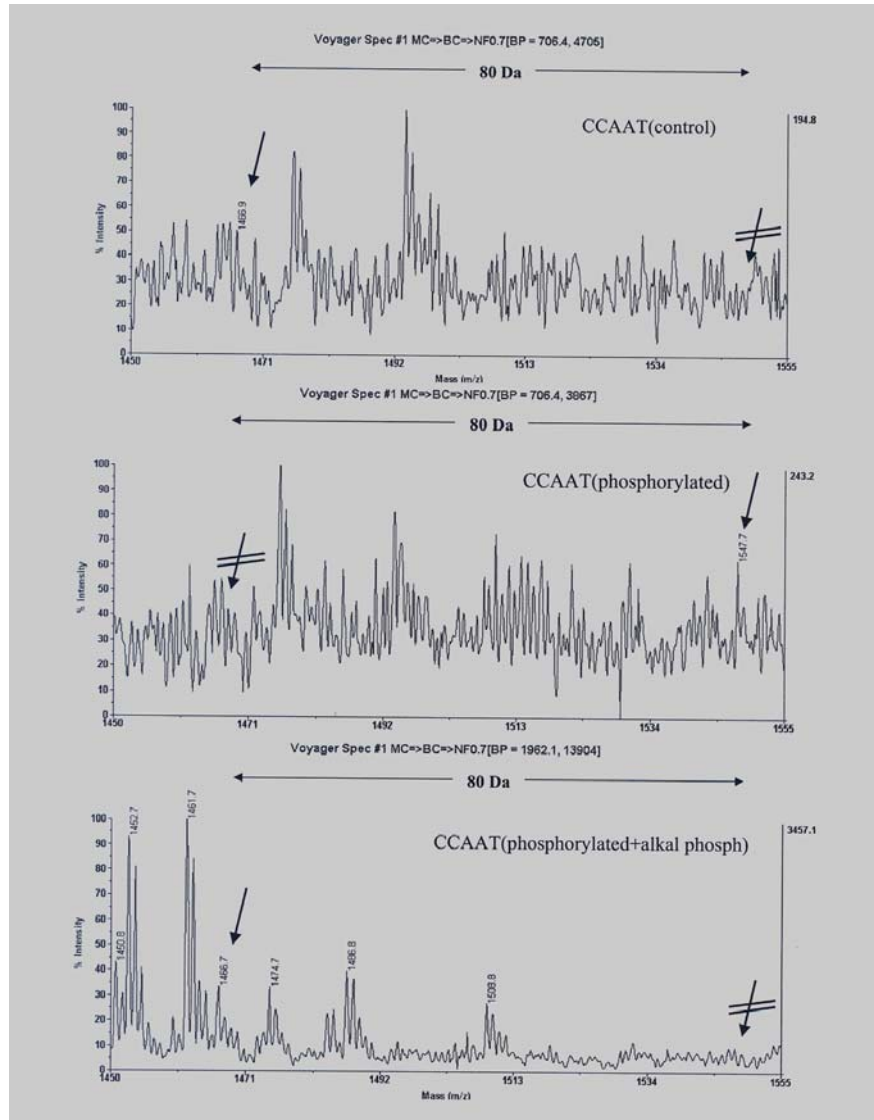 Voyager Spec #1 MC=>BC=>NF0.7[BP = 706.4, 4705]
80 Da
CCAAT(control)
194.8
100
90
80
70
60
50
40
30
20
10
0
% Intensity
1466.9
1450 1471 1492 1513 1534 1555
Mass (m/z)
Voyager Spec #1 MC=>BC=>NF0.7[BP = 706.4, 3867]
80 Da
CCAAT(phosphorylated)
243.2
100
90
80
70
60
50
40
30
20
10
0
% Intensity
1547.7
1450 1471 1492 1513 1534 1555
Voyager Spec #1 MC=>BC=>NF0.7[BP = 1962.1, 13904]
80 Da
CCAAT(phosphorylated+alkal phosph)
3457.1
100
90
80
70
60
50
40
30
20
10
0
% Intensity
1450.8
1452.7
1461.7
1466.7
1474.7
1486.8
1508.8
1450 1471 1492 1513 1534 1555
Mass (m/z)